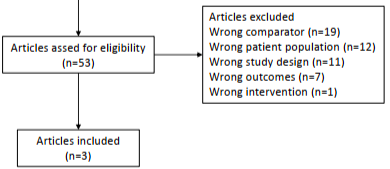 Articles assed for eligibility
(n=53)
Articles excluded
Wrong comparator (n=19)
Wrong patient population (n=12)
Wrong study design (n=11)
Wrong outcomes (n=7)
Wrong intervention (n=1)
Articles included
(n=3)